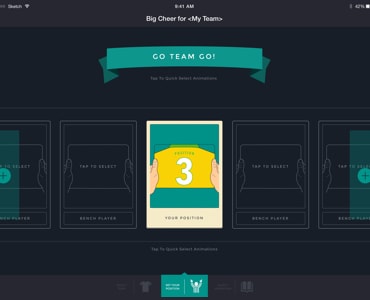 Sketch
9:41 AM
42%
Big Cheer for <My Team>
GO TEAM GO!
Tap To Quick Select Animations
TAP TO SELECT
TAP TO SELECT
POSITION
3
TAP TO SELECT
TAP TO SELECT
BENCH PLAYER
BENCH PLAYER
YOUR POSITION
BENCH PLAYER
BENCH PLAYER
Tap To Quick Select Animations
SET YOUR
POSITION